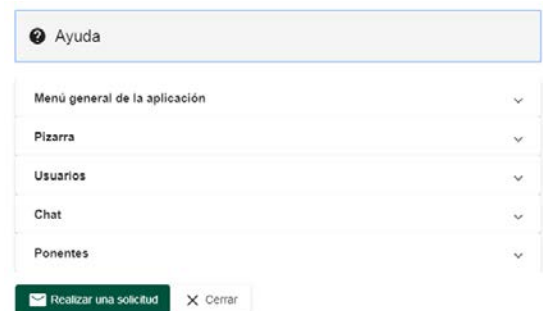 Ayuda
Menú general de la aplicación
Pizarra
Usuarios
Chat
Ponentes
Realizar una solicitud
Cerrar